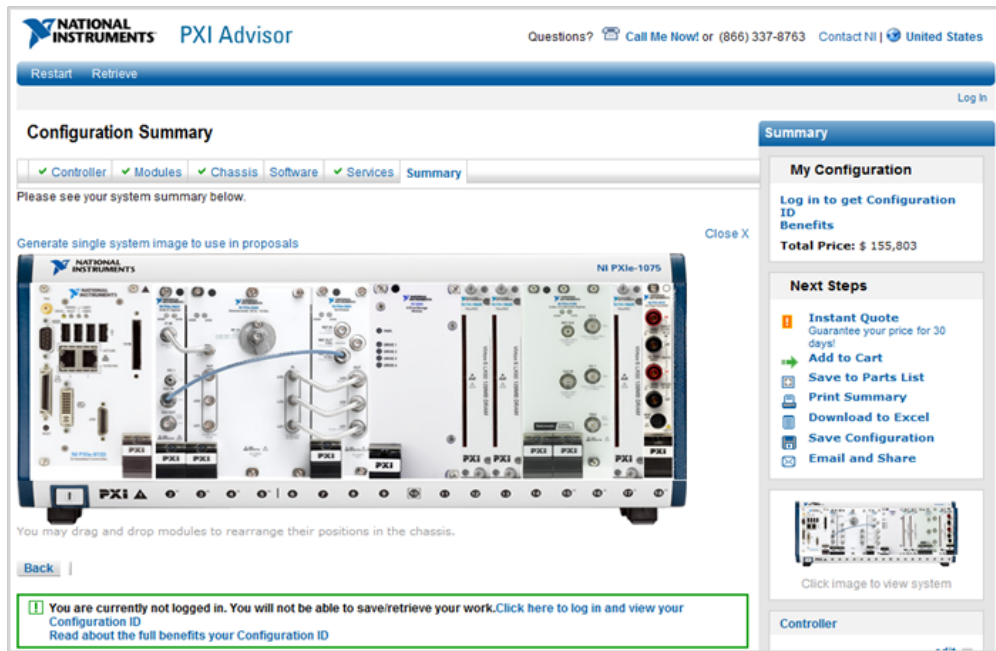 NATIONAL
INSTRUMENTS
PXI Advisor
Questions? Call Me Now! or (866) 337-8763 Contact NI | United States
Restart Retrieve
Log In
Configuration Summary
Controller Modules Chassis Software Services Summary
Please see your system summary below.
Close X
Generate single system image to use in proposals
NATIONAL
INSTRUMENTS
NI PXIe-1075
PXI PXI PXI PXI PXI PXI PXI PXI PXI PXI
PXI
You may drag and drop modules to rearrange their positions in the chassis.
Back |
You are currently not logged in. You will not be able to save/retrieve your work.Click here to log in and view your
Configuration ID
Read about the full benefits your Configuration ID
Summary
My Configuration
Log in to get Configuration
ID
Benefits
Total Price: $ 155,803
Next Steps
Instant Quote
Guarantee your price for 30
days!
Add to Cart
Save to Parts List
Print Summary
Download to Excel
Save Configuration
Email and Share
Click image to view system
Controller